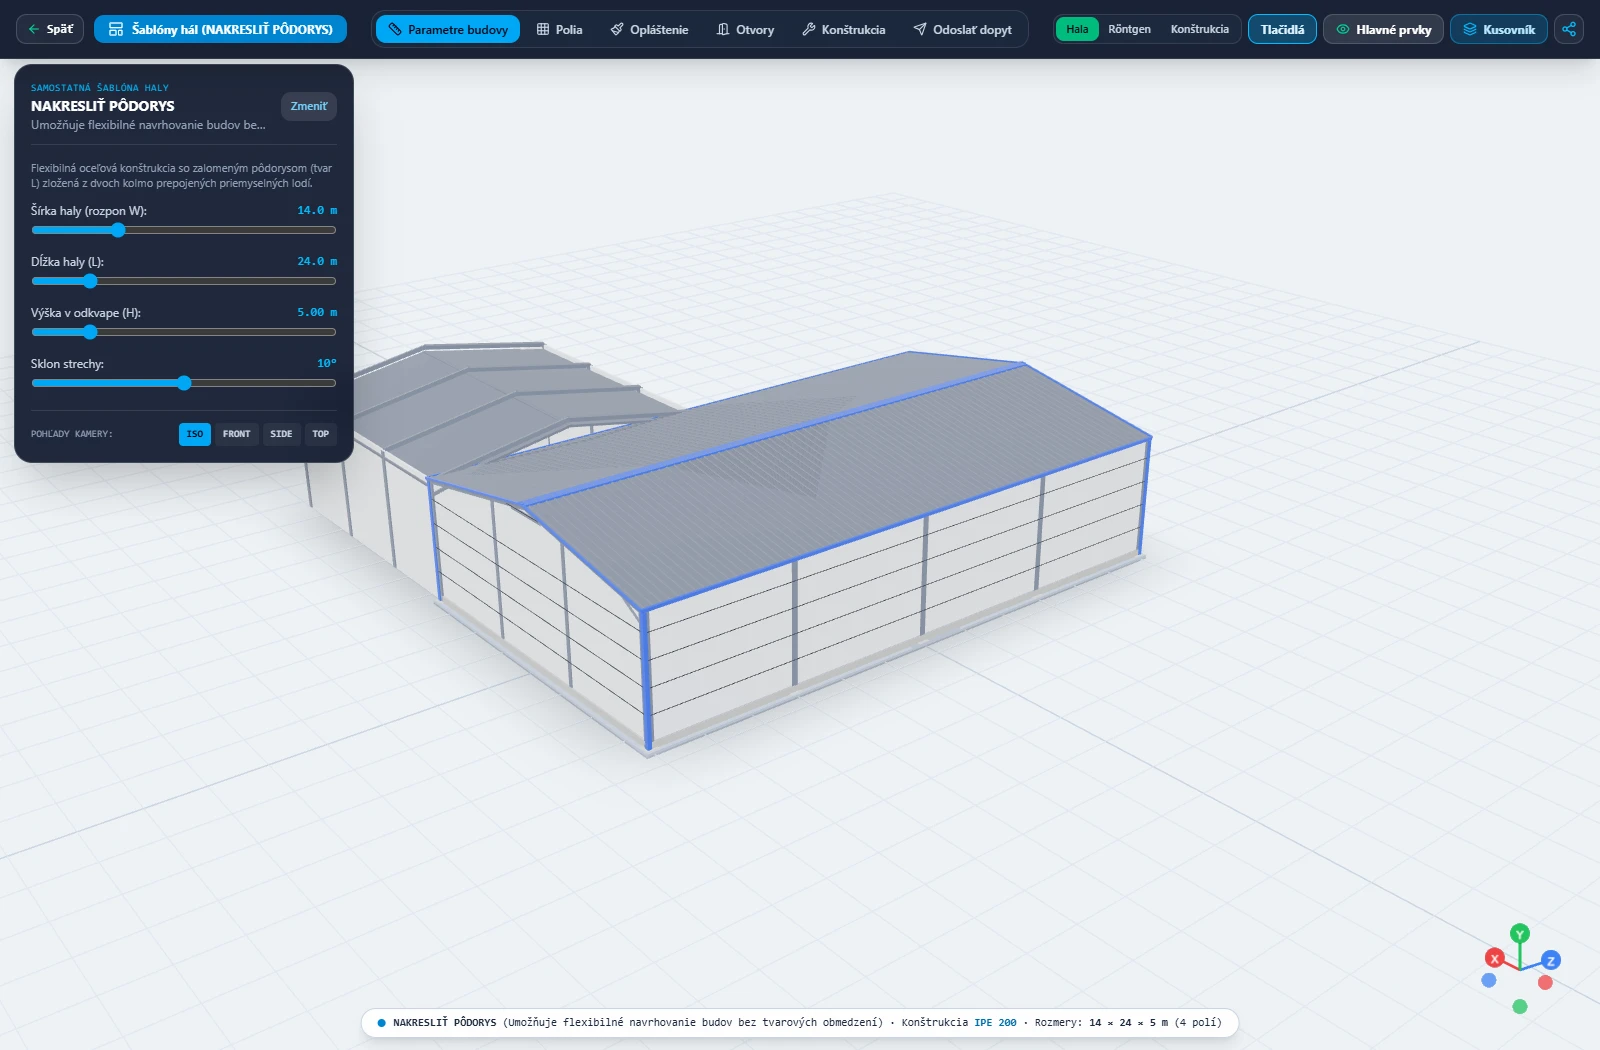 Späť
Šablóny hál (NAKRESLIŤ PÔDORYS)
Parametre budovy
Polia
Opláštenie
Otvory
Konštrukcia
Odoslať dopyt
Hala
Röntgen
Konštrukcia
Tlačidlá
Hlavné prvky
Kusovník
SAMOSTATNÁ ŠABLÓNA HALY
NAKRESLIŤ PÔDORYS
Umožňuje flexibilné navrhovanie budov be...
Zmeniť
Flexibilná oceľová konštrukcia so zalomeným pôdorysom (tvar
L) zložená z dvoch kolmo prepojených priemyselných lodí.
Šírka haly (rozpon W): 14.0 m
Dĺžka haly (L): 24.0 m
Výška v odkvape (H): 5.00 m
Sklon strechy: 10°
POHĽADY KAMERY: ISO FRONT SIDE TOP
Y
X
Z
NAKRESLIŤ PÔDORYS (Umožňuje flexibilné navrhovanie budov bez tvarových obmedzení) · Konštrukcia IPE 200 · Rozmery: 14 × 24 × 5 m (4 polí)